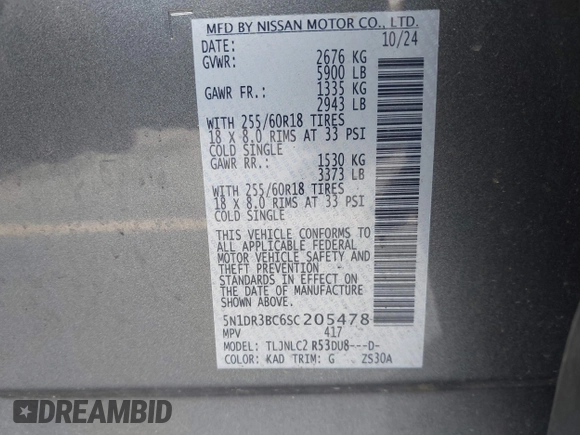 MFD BY NISSAN MOTOR CO., LTD.
DATE: 10/24
GVWR: 2676 KG
5900 LB
GAWR FR.: 1335 KG
2943 LB
WITH 255/60R18 TIRES
18 X 8.0 RIMS AT 33 PSI
COLD SINGLE
GAWR RR.: 1530 KG
3373 LB
WITH 255/60R18 TIRES
18 X 8.0 RIMS AT 33 PSI
COLD SINGLE
THIS VEHICLE CONFORMS TO
ALL APPLICABLE FEDERAL
MOTOR VEHICLE SAFETY AND
THEFT PREVENTION
STANDARDS IN EFFECT ON
THE DATE OF MANUFACTURE
SHOWN ABOVE.
5N1DR3BC6SC205478
MPV 417
MODEL: TLJNLC2 R53DU8---D-
COLOR: KAD TRIM: G ZS30A
DREAMBID